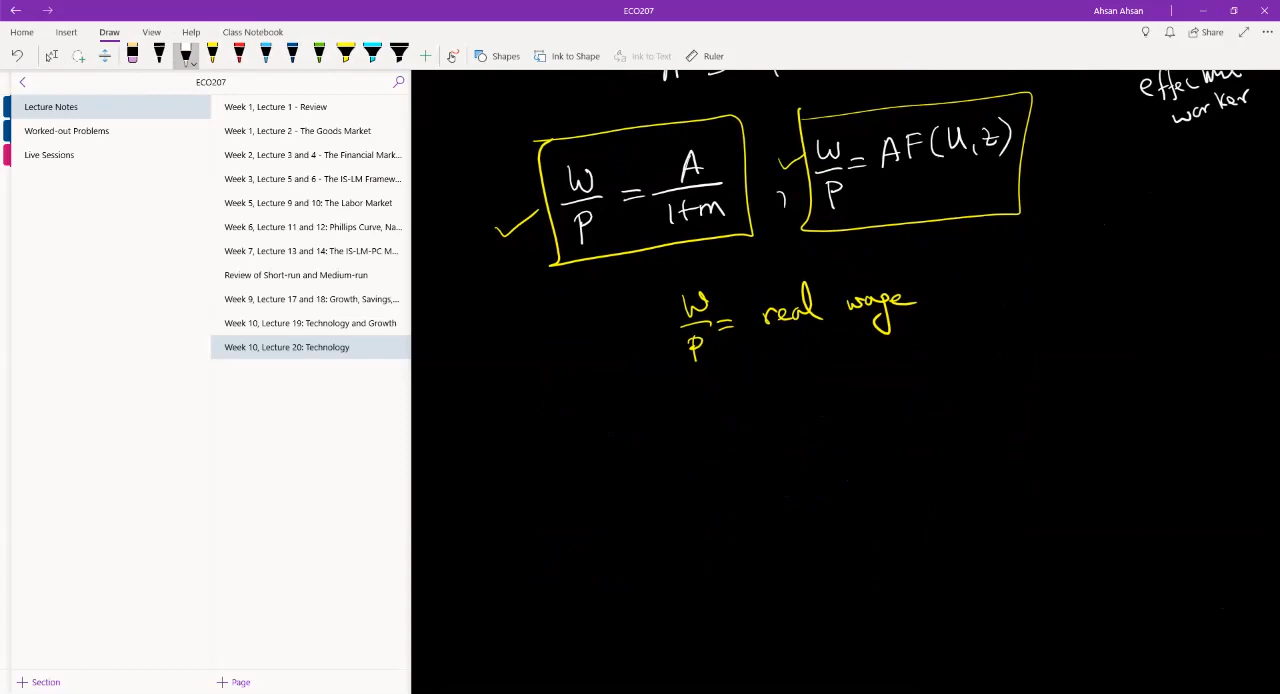 ECO207
Ahsan Ahsan
Home Insert Draw View Help Class Notebook
Share
Shapes Ink to Shape Ink to Text Ruler
ECO207
Lecture Notes
Worked-out Problems
Live Sessions
Week 1, Lecture 1 - Review
Week 1, Lecture 2 - The Goods Market
Week 2, Lecture 3 and 4 - The Financial Mark...
Week 3, Lecture 5 and 6 - The IS-LM Framew...
Week 5, Lecture 9 and 10: The Labor Market
Week 6, Lecture 11 and 12: Phillips Curve, Na...
Week 7, Lecture 13 and 14: The IS-LM-PC M...
Review of Short-run and Medium-run
Week 9, Lecture 17 and 18: Growth, Savings,...
Week 10, Lecture 19: Technology and Growth
Week 10, Lecture 20: Technology
effective
worker
W/P = A/1+m , W/P = AF(u,z)
W/P = real wage
+ Section
+ Page